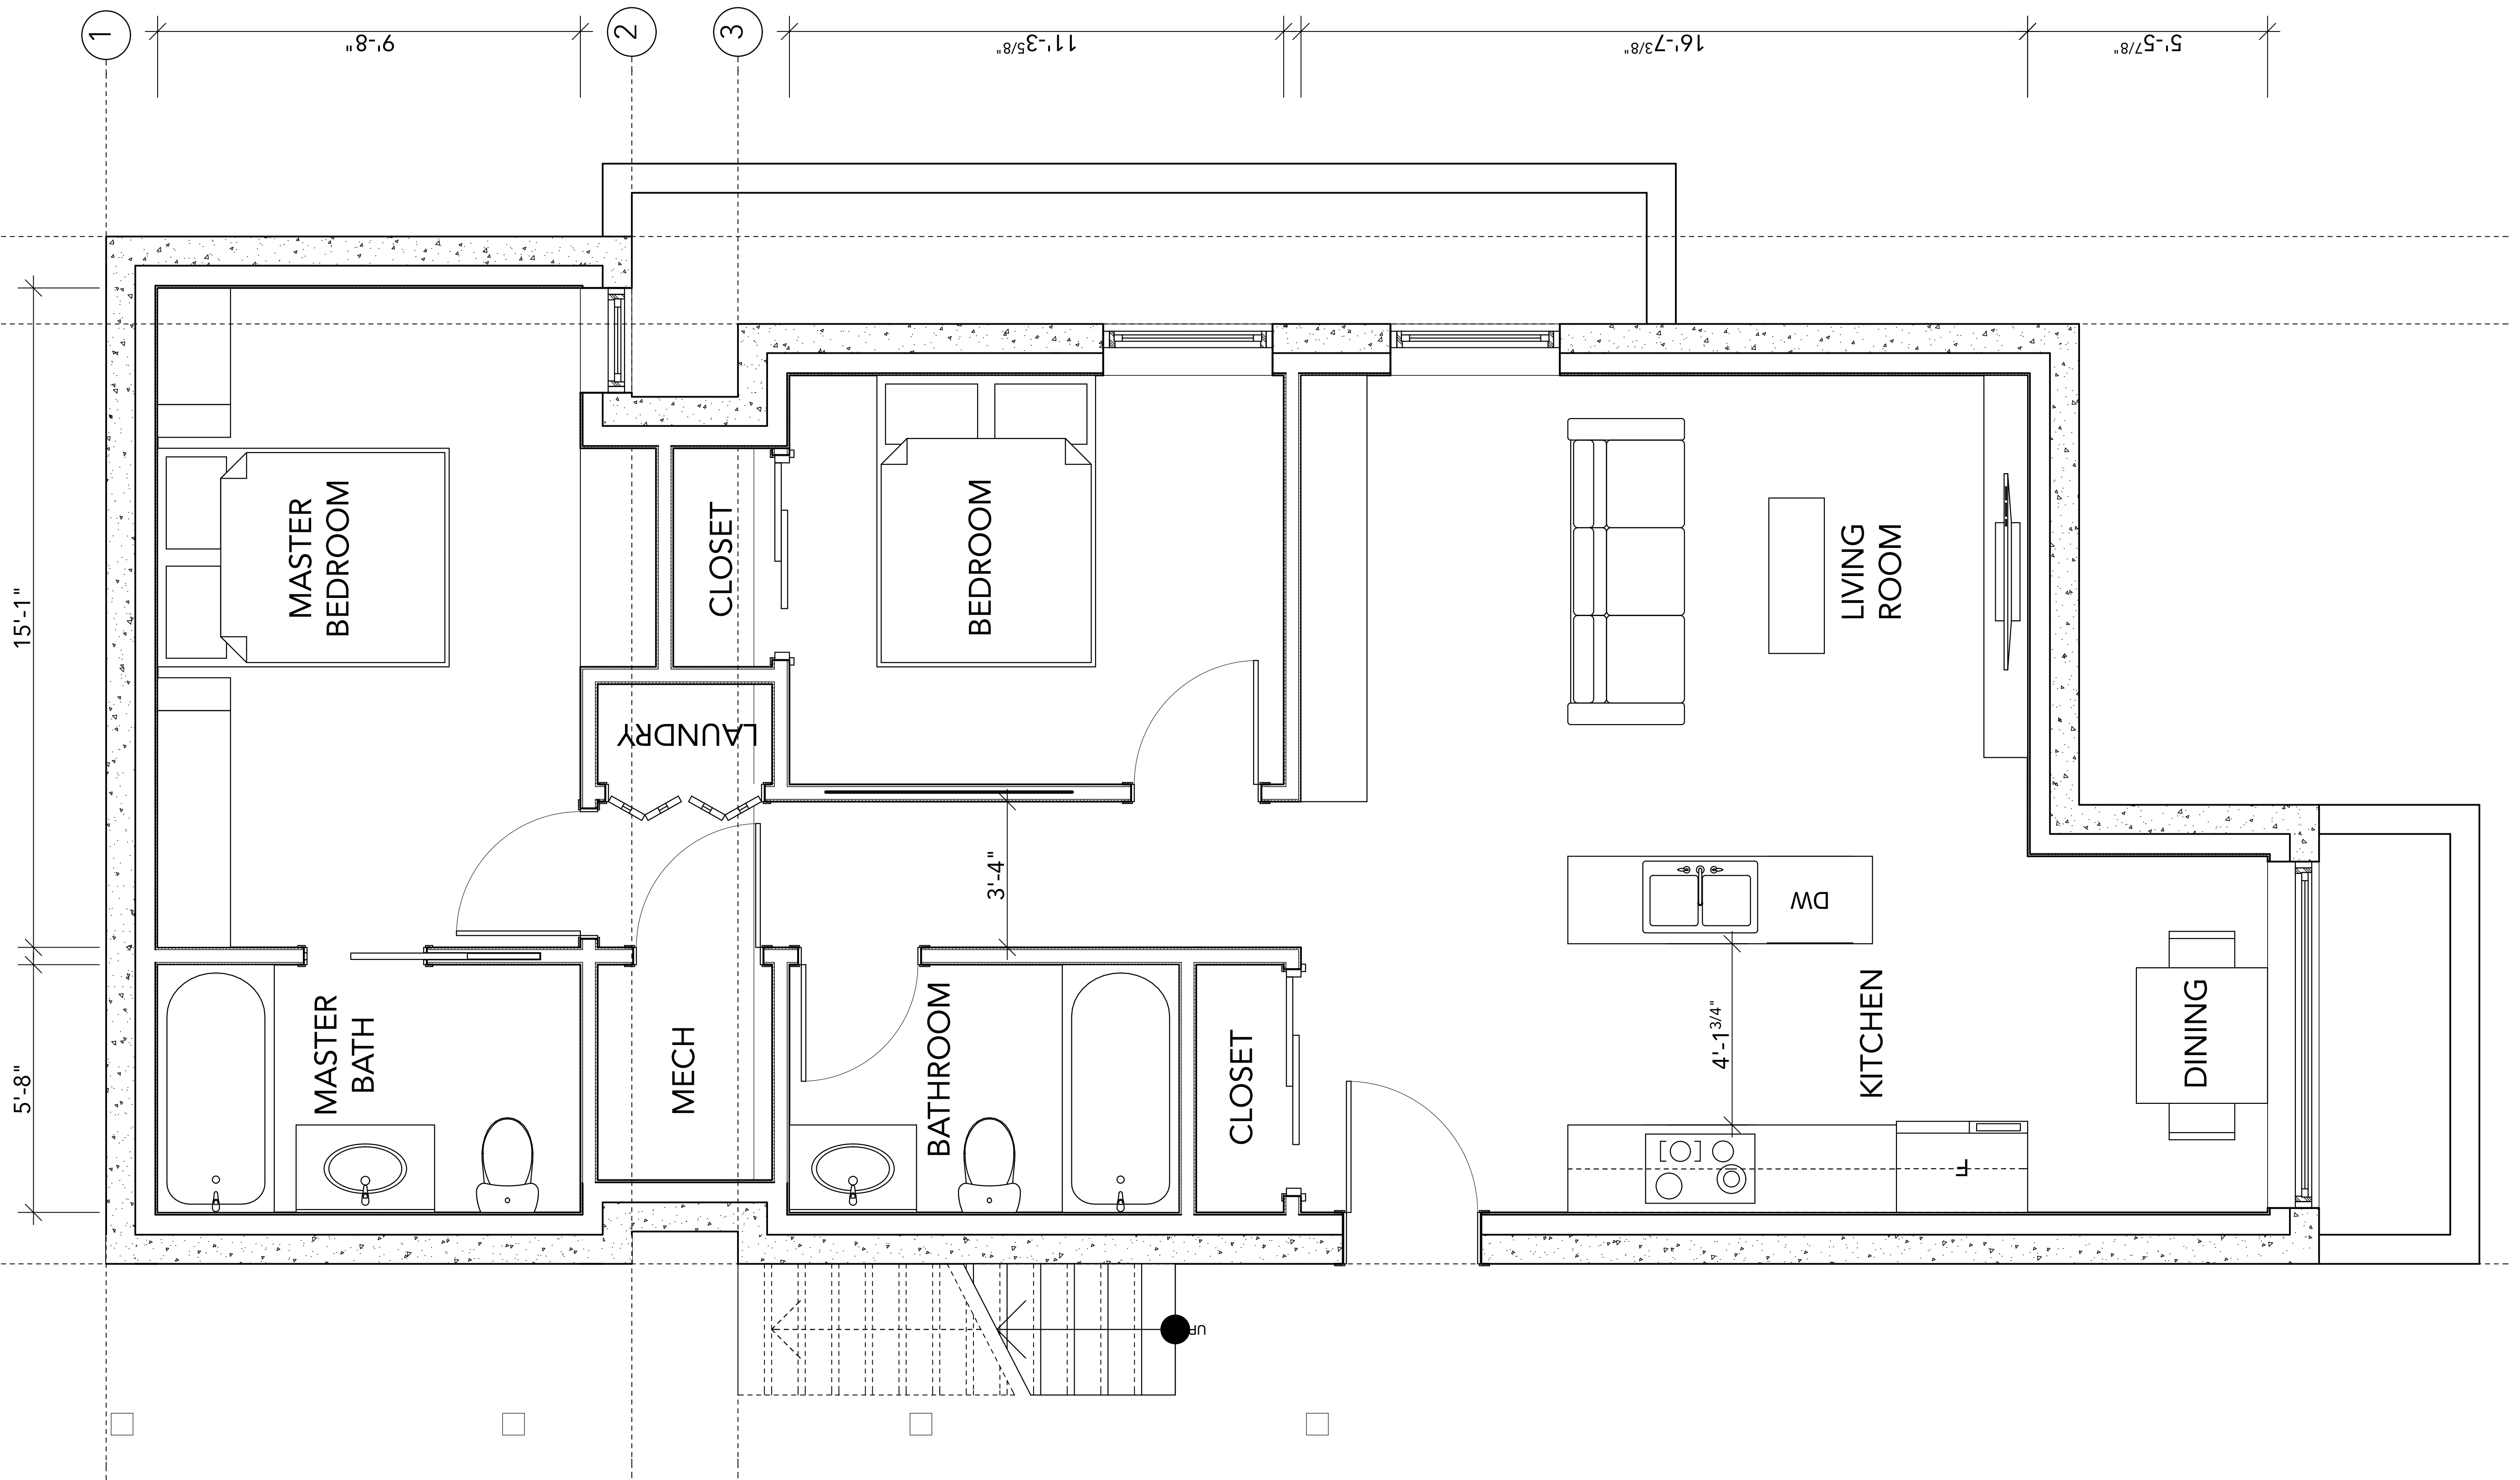 1
2
3
9'-8"
11'-3 5/8"
16'-7 3/8"
5'-5 7/8"
15'-1"
5'-8"
MASTER
BEDROOM
CLOSET
BEDROOM
LIVING
ROOM
LAUNDRY
3'-4"
DW
MASTER
BATH
MECH
BATHROOM
CLOSET
4'-1 3/4"
KITCHEN
DINING
F
UP